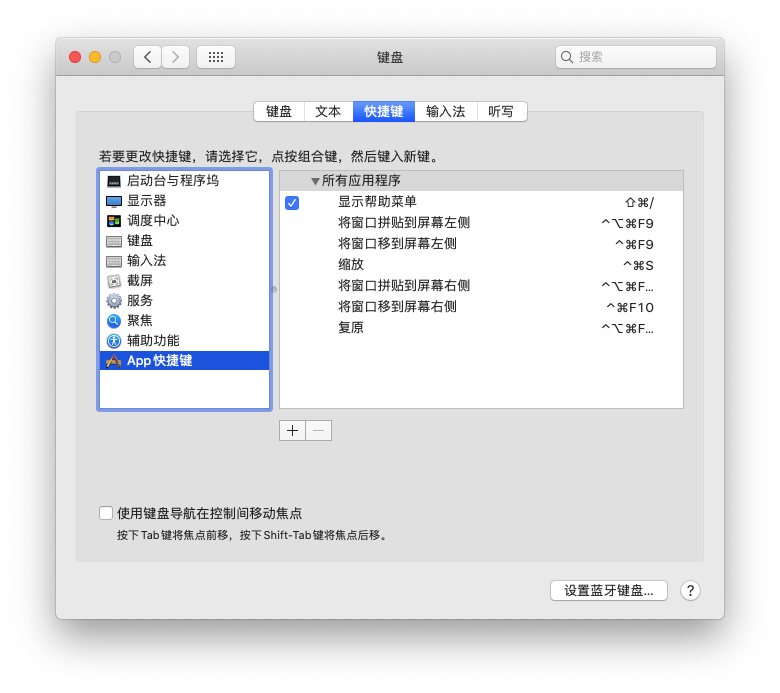 键盘
搜索
键盘 文本 快捷键 输入法 听写
若要更改快捷键，请选择它，点按组合键，然后键入新键。
启动台与程序坞
显示器
调度中心
键盘
输入法
截屏
服务
聚焦
辅助功能
App 快捷键
所有应用程序
显示帮助菜单 ⇧⌘/
将窗口拼贴到屏幕左侧 ^⌥⌘F9
将窗口移到屏幕左侧 ^⌘F9
缩放 ^⌘S
将窗口拼贴到屏幕右侧 ^⌥⌘F...
将窗口移到屏幕右侧 ^⌘F10
复原 ^⌥⌘F...
使用键盘导航在控制间移动焦点
按下 Tab 键将焦点前移，按下 Shift-Tab 键将焦点后移。
设置蓝牙键盘... ?